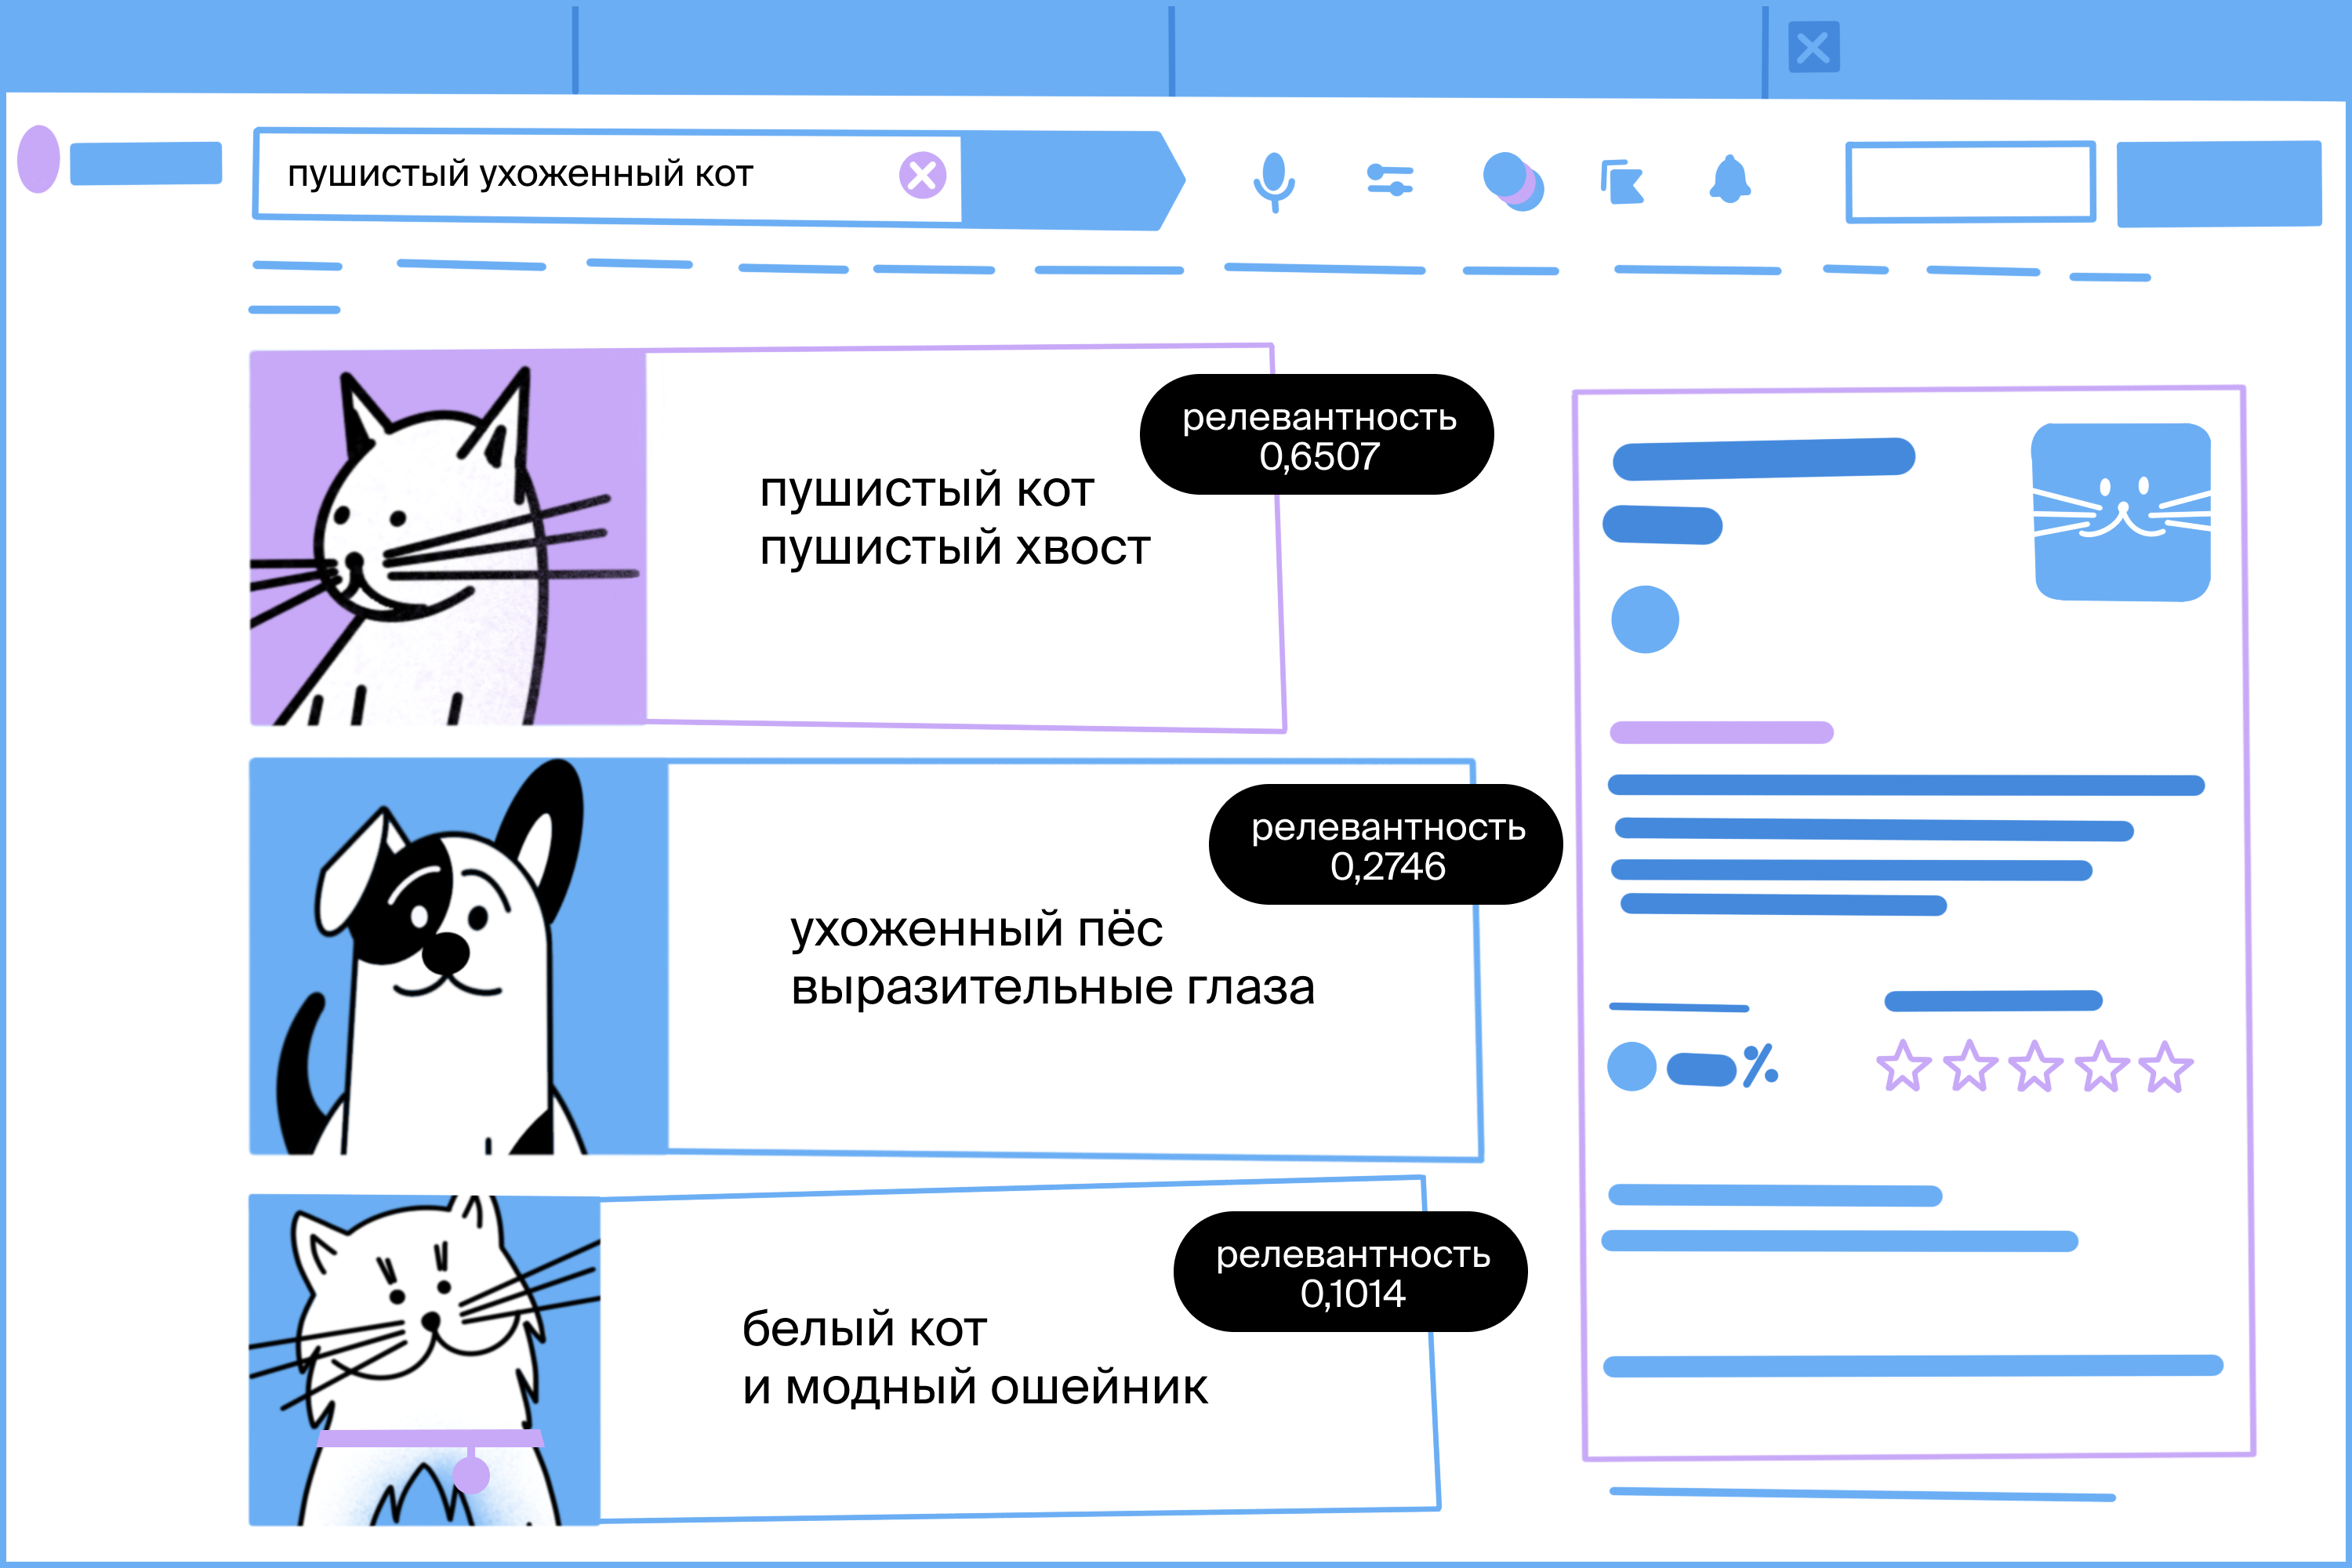 пушистый ухоженный кот
релевантность
0,6507
пушистый кот
пушистый хвост
релевантность
0,2746
ухоженный пёс
выразительные глаза
релевантность
0,1014
белый кот
и модный ошейник